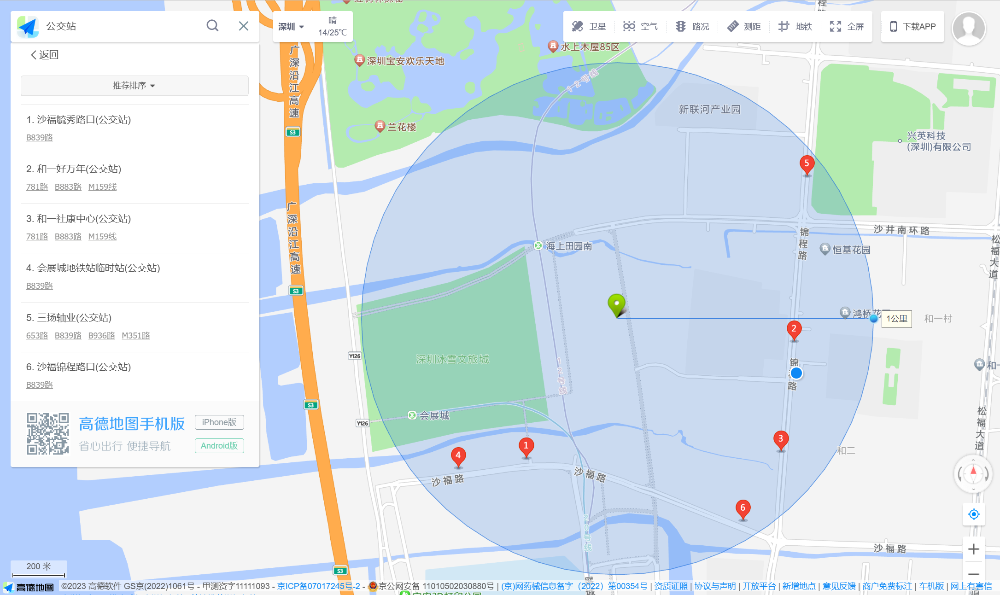 公交站
深圳
晴
14/25℃
卫星
空气
路况
测距
地铁
全屏
下载APP
返回
推荐排序
1. 沙福毓秀路口(公交站)
B839路
2. 和一好万年(公交站)
781路 B883路 M159线
3. 和一社康中心(公交站)
781路 B883路 M159线
4. 会展城地铁站临时站(公交站)
B839路
5. 三扬轴业(公交站)
653路 B839路 B936路 M351路
6. 沙福锦程路口(公交站)
B839路
高德地图手机版
省心出行 便捷导航
iPhone版
Android版
广深沿江高速
S3
深圳宝安欢乐天地
水上木屋85区
兰花楼
12号线
新联河产业园
兴英科技
(深圳)有限公司
5
广深沿江高速
沙井南环路
锦程路
海上田园南
恒基花园
松福大道
S3
鸿桥花
1公里
和一村
2
Y126
深圳冰雪文旅城
12号线
锦
路
和一
S3
Y126
会展城
松福大道
3
和二
1
4
沙福路
沙福路
6
20号线
沙福路
S3
200 米
高德地图
©2023 高德软件 GS京(2022)1061号 - 甲测资字11111093 - 京ICP备07017245号-2 - 京公网安备 11010502030880号 | (京)网药械信息备字（2022）第00354号 | 资质证照 | 协议与声明 | 开放平台 | 新增地点 | 意见反馈 | 商户免费标注 | 车机版 | 网上有害信